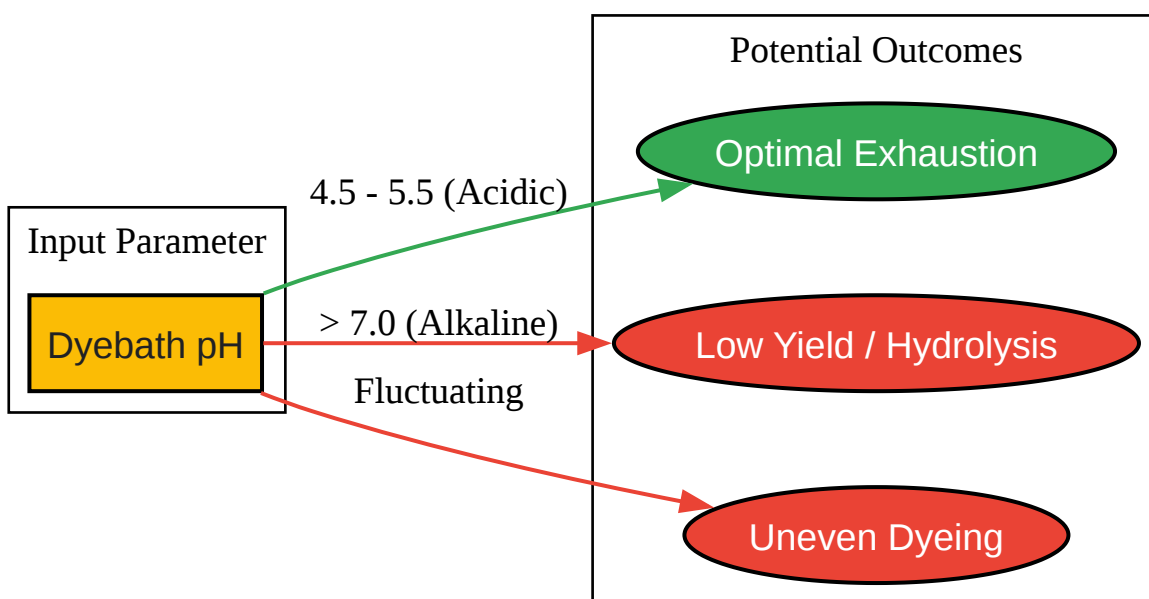 Potential Outcomes
Optimal Exhaustion
4.5 - 5.5 (Acidic)
Input Parameter
Dyebath pH
> 7.0 (Alkaline)
Low Yield / Hydrolysis
Fluctuating
Uneven Dyeing